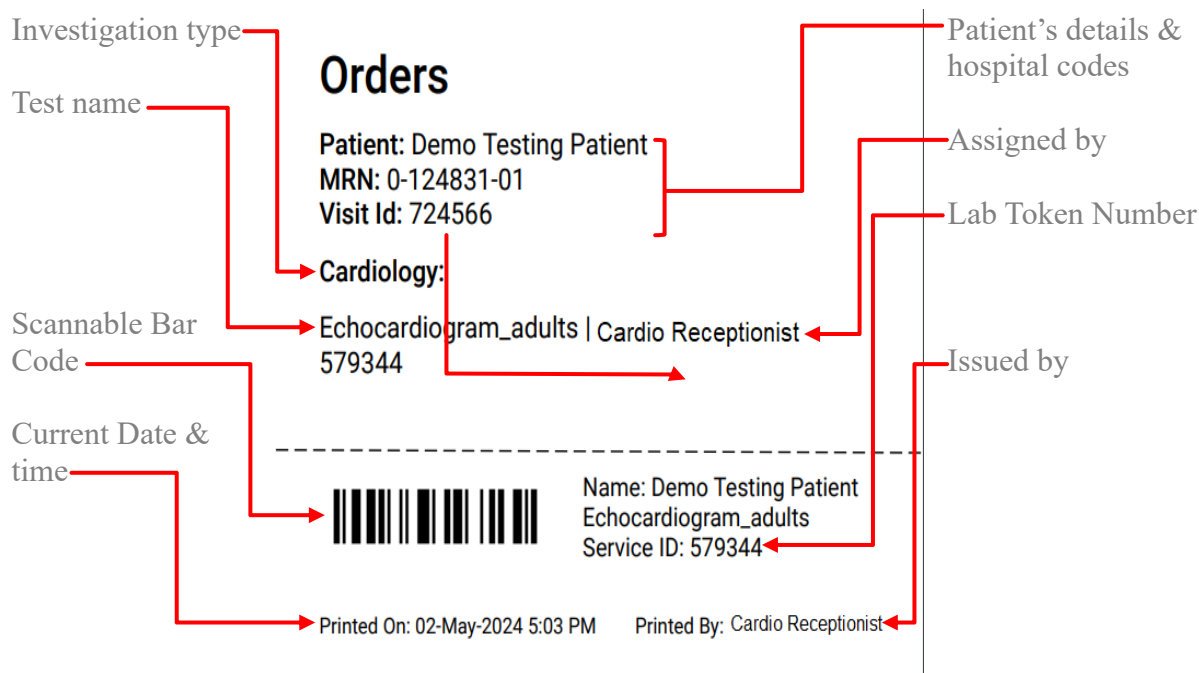 Investigation type
Test name
Scannable Bar
Code
Current Date &
time
Orders
Patient: Demo Testing Patient
MRN: 0-124831-01
Visit Id: 724566
Cardiology:
Echocardiogram_adults | Cardio Receptionist
579344
Name: Demo Testing Patient
Echocardiogram_adults
Service ID: 579344
Printed On: 02-May-2024 5:03 PM Printed By: Cardio Receptionist
Patient’s details &
hospital codes
Assigned by
Lab Token Number
Issued by